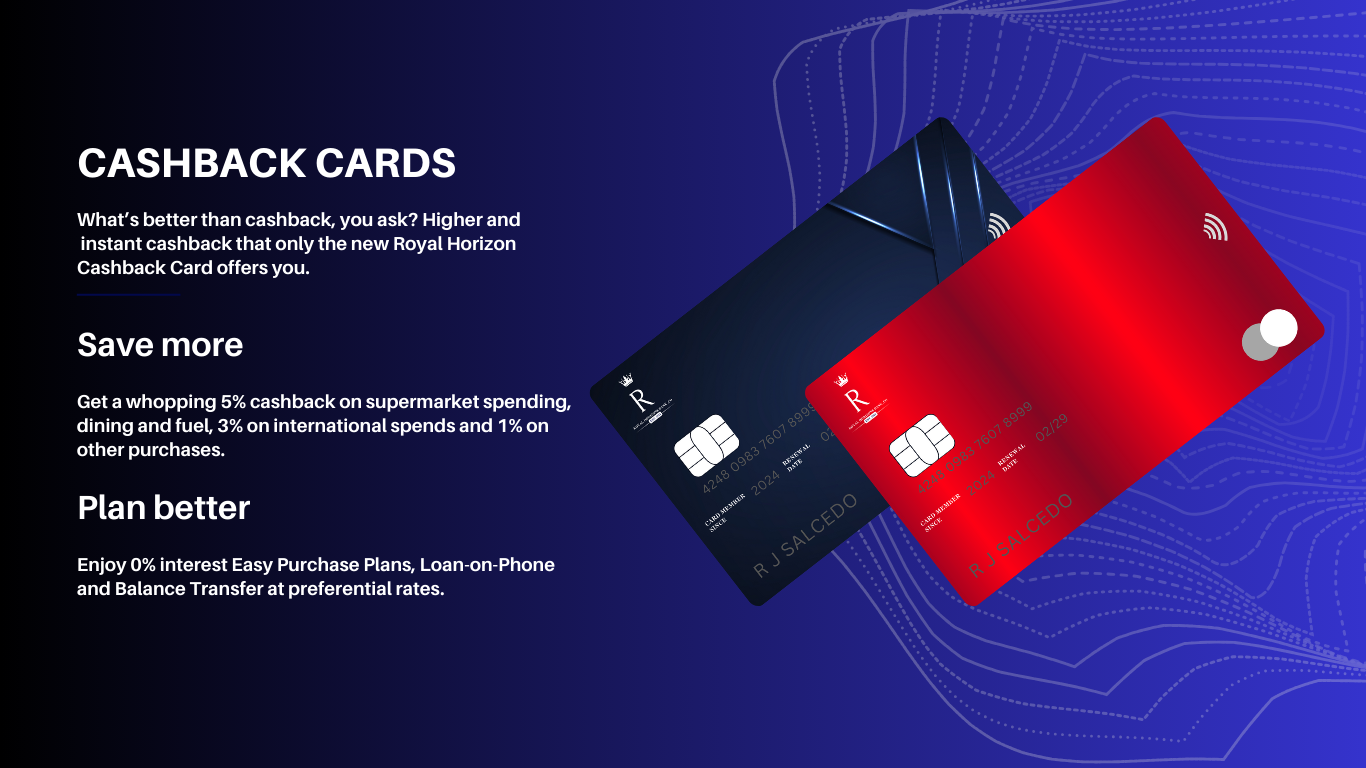 CASHBACK CARDS
What’s better than cashback, you ask? Higher and
instant cashback that only the new Royal Horizon
Cashback Card offers you.
Save more
Get a whopping 5% cashback on supermarket spending,
dining and fuel, 3% on international spends and 1% on
other purchases.
Plan better
Enjoy 0% interest Easy Purchase Plans, Loan-on-Phone
and Balance Transfer at preferential rates.
R
4248 0983 7607 8999
CARD MEMBER
SINCE
2024
RENEWAL
DATE
R J SALCEDO
R
4248 0983 7607 8999
CARD MEMBER
SINCE
2024
RENEWAL
DATE
02/29
R J SALCEDO